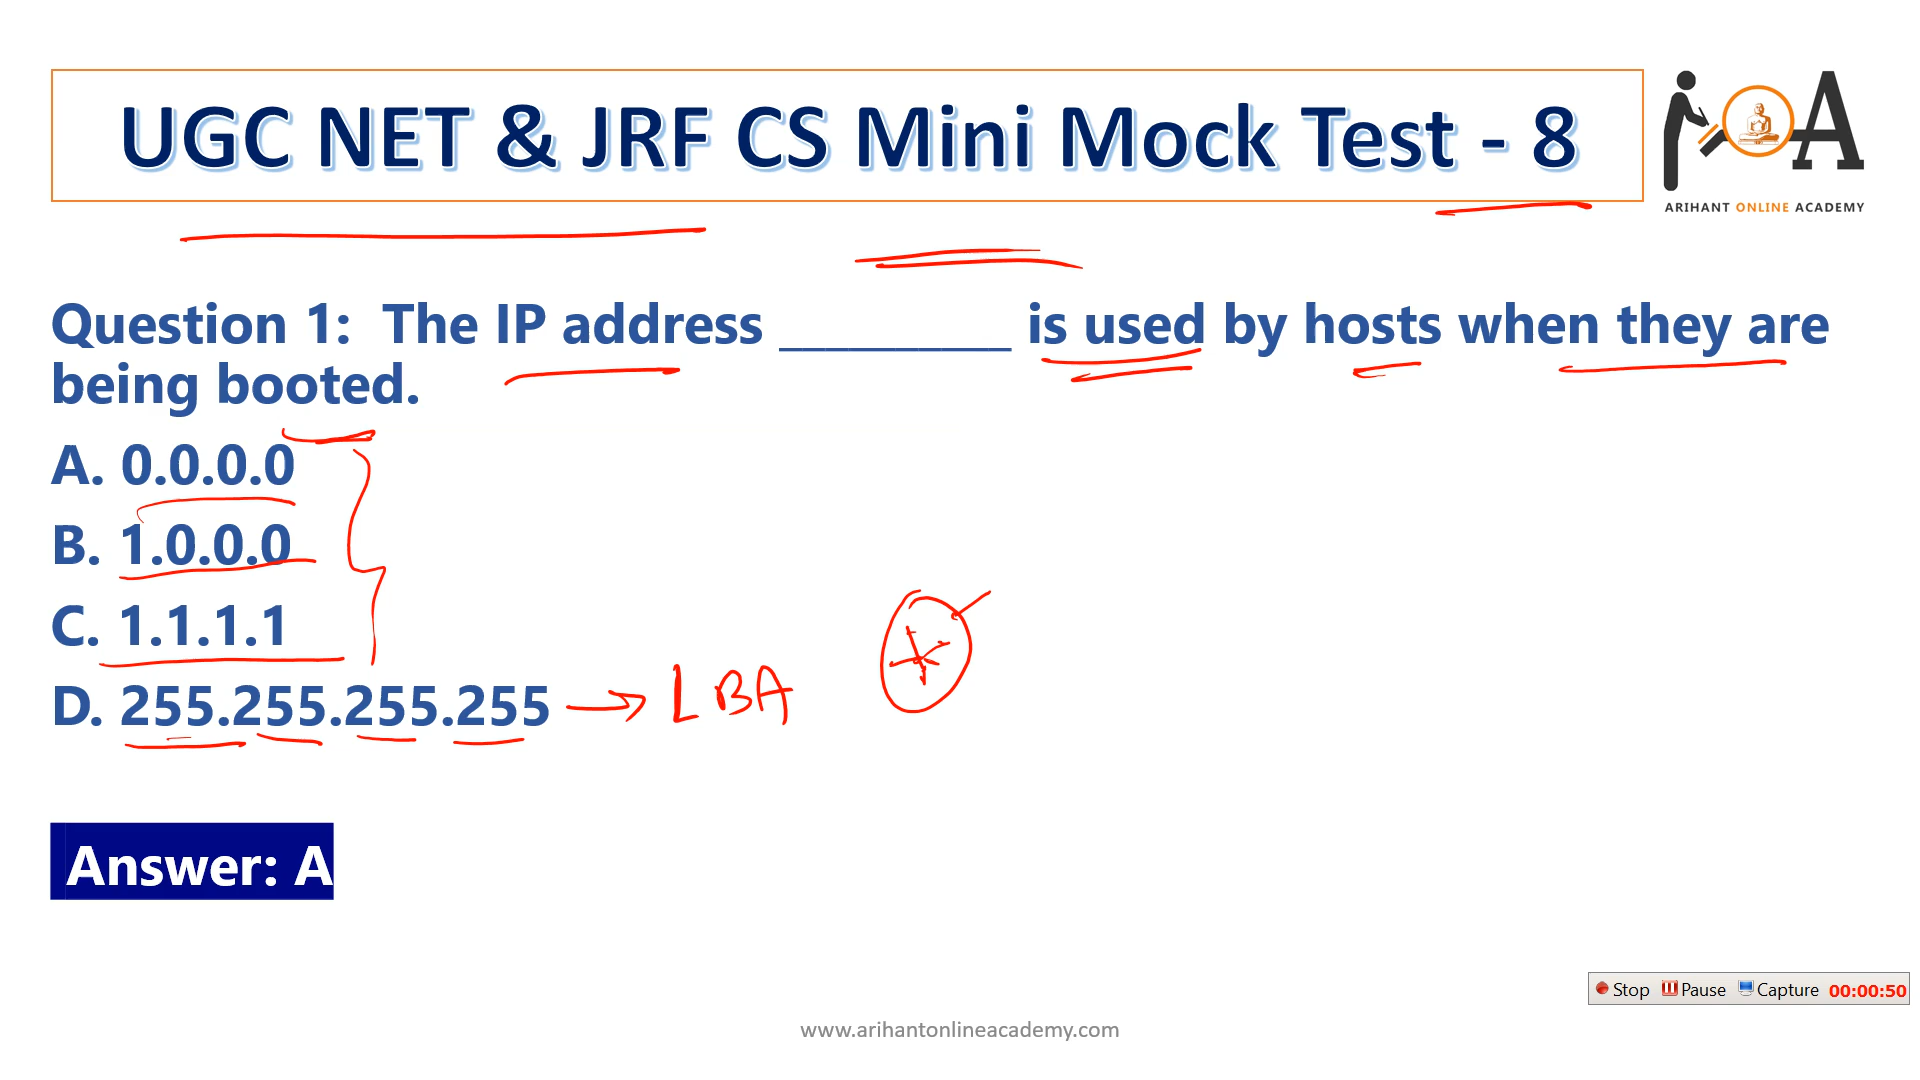 UGC NET & JRF CS Mini Mock Test - 8
ARIHANT ONLINE ACADEMY
Question 1: The IP address __________ is used by hosts when they are
being booted.
A. 0.0.0.0
B. 1.0.0.0
C. 1.1.1.1
D. 255.255.255.255 → LBA
Answer: A
Stop Pause Capture 00:00:50
www.arihantonlineacademy.com